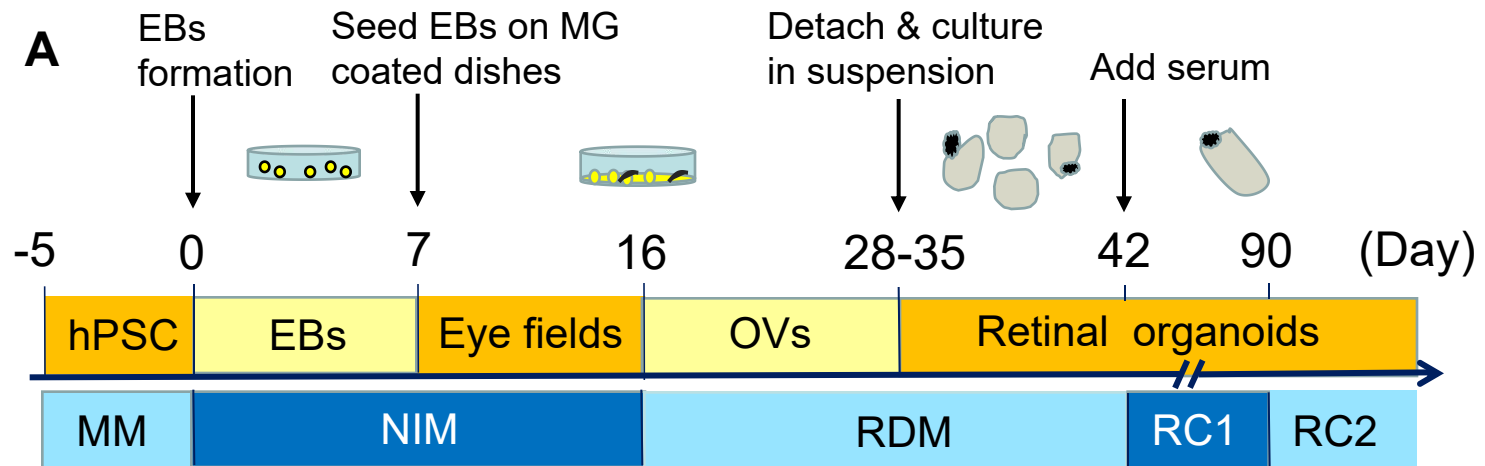 A
EBs
formation
Seed EBs on MG
coated dishes
Detach & culture
in suspension
Add serum
-5 0 7 16 28-35 42 90 (Day)
hPSC EBs Eye fields OVs Retinal organoids
MM NIM RDM RC1 RC2